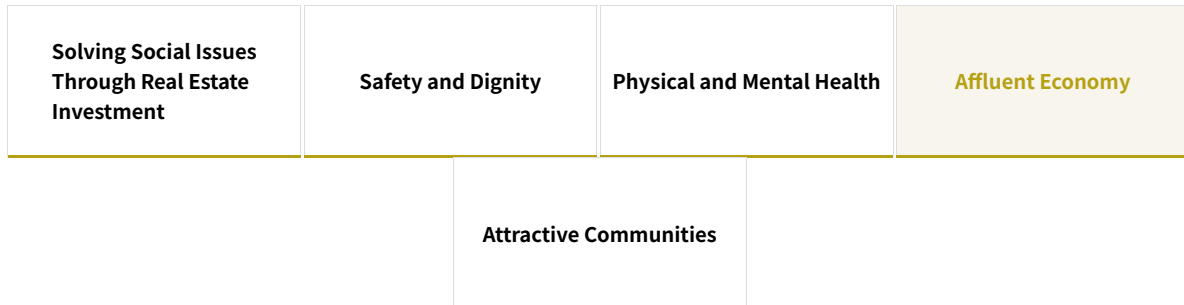 Solving Social Issues
Through Real Estate
Investment
Safety and Dignity
Physical and Mental Health
Affluent Economy
Attractive Communities